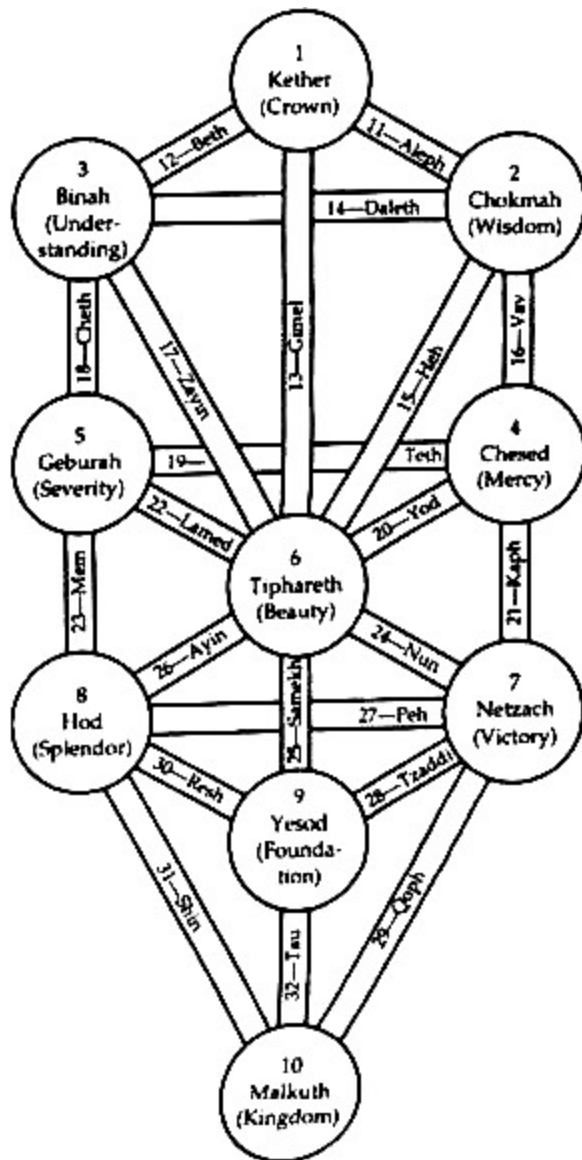 1
Kether
(Crown)
12—Beth
11—Aleph
3
Binah
(Under-
standing)
2
Chokmah
(Wisdom)
14—Daleth
13—Gimel
18—Cheth
17—Zayin
15—Heh
16—Vav
5
Geburah
(Severity)
4
Chesed
(Mercy)
19—
Teth
22—Lamed
20—Yod
6
Tiphareth
(Beauty)
23—Mem
21—Kaph
26—Ayin
24—Nun
25—Samekh
8
Hod
(Splendor)
7
Netzach
(Victory)
27—Peh
30—Resh
28—Tzaddi
9
Yesod
(Founda-
tion)
31—Shin
32—Tau
29—Qoph
10
Malkuth
(Kingdom)